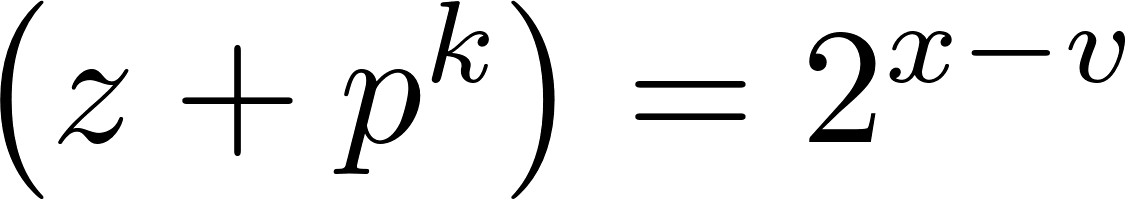 $(z + p^k) = 2^{x-v}$